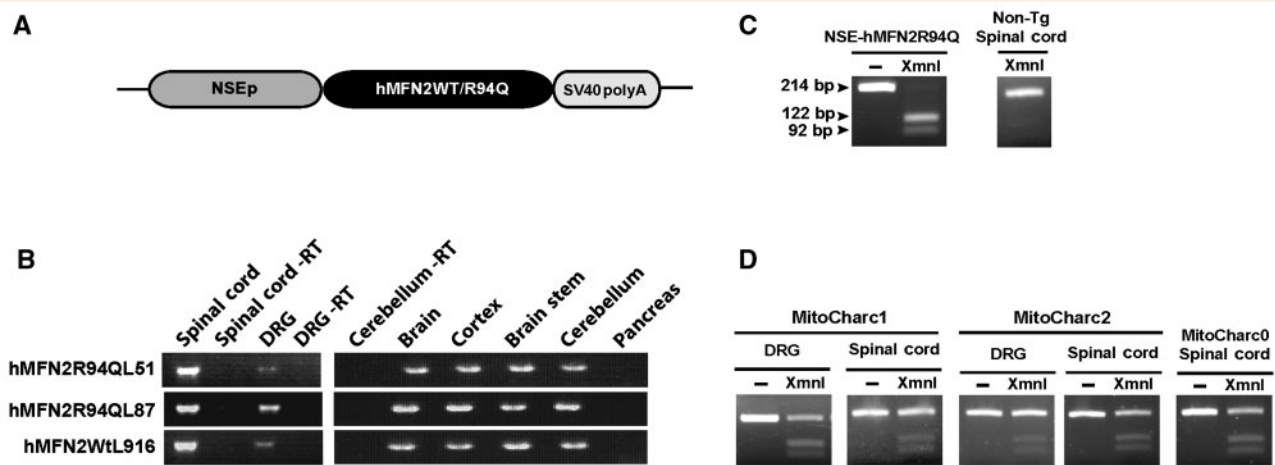 A
NSEp
hMFN2WT/R94Q
SV40 polyA
B
Spinal cord
Spinal cord -RT
DRG
DRG -RT
Cerebellum -RT
Brain
Cortex
Brain stem
Cerebellum
Pancreas
hMFN2R94QL51
hMFN2R94QL87
hMFN2WtL916
C
NSE-hMFN2R94Q
– XmnI
214 bp
122 bp
92 bp
Non-Tg
Spinal cord
XmnI
D
MitoCharc1
DRG Spinal cord
– XmnI – XmnI
MitoCharc2
DRG Spinal cord
– XmnI – XmnI
MitoCharc0
Spinal cord
– XmnI